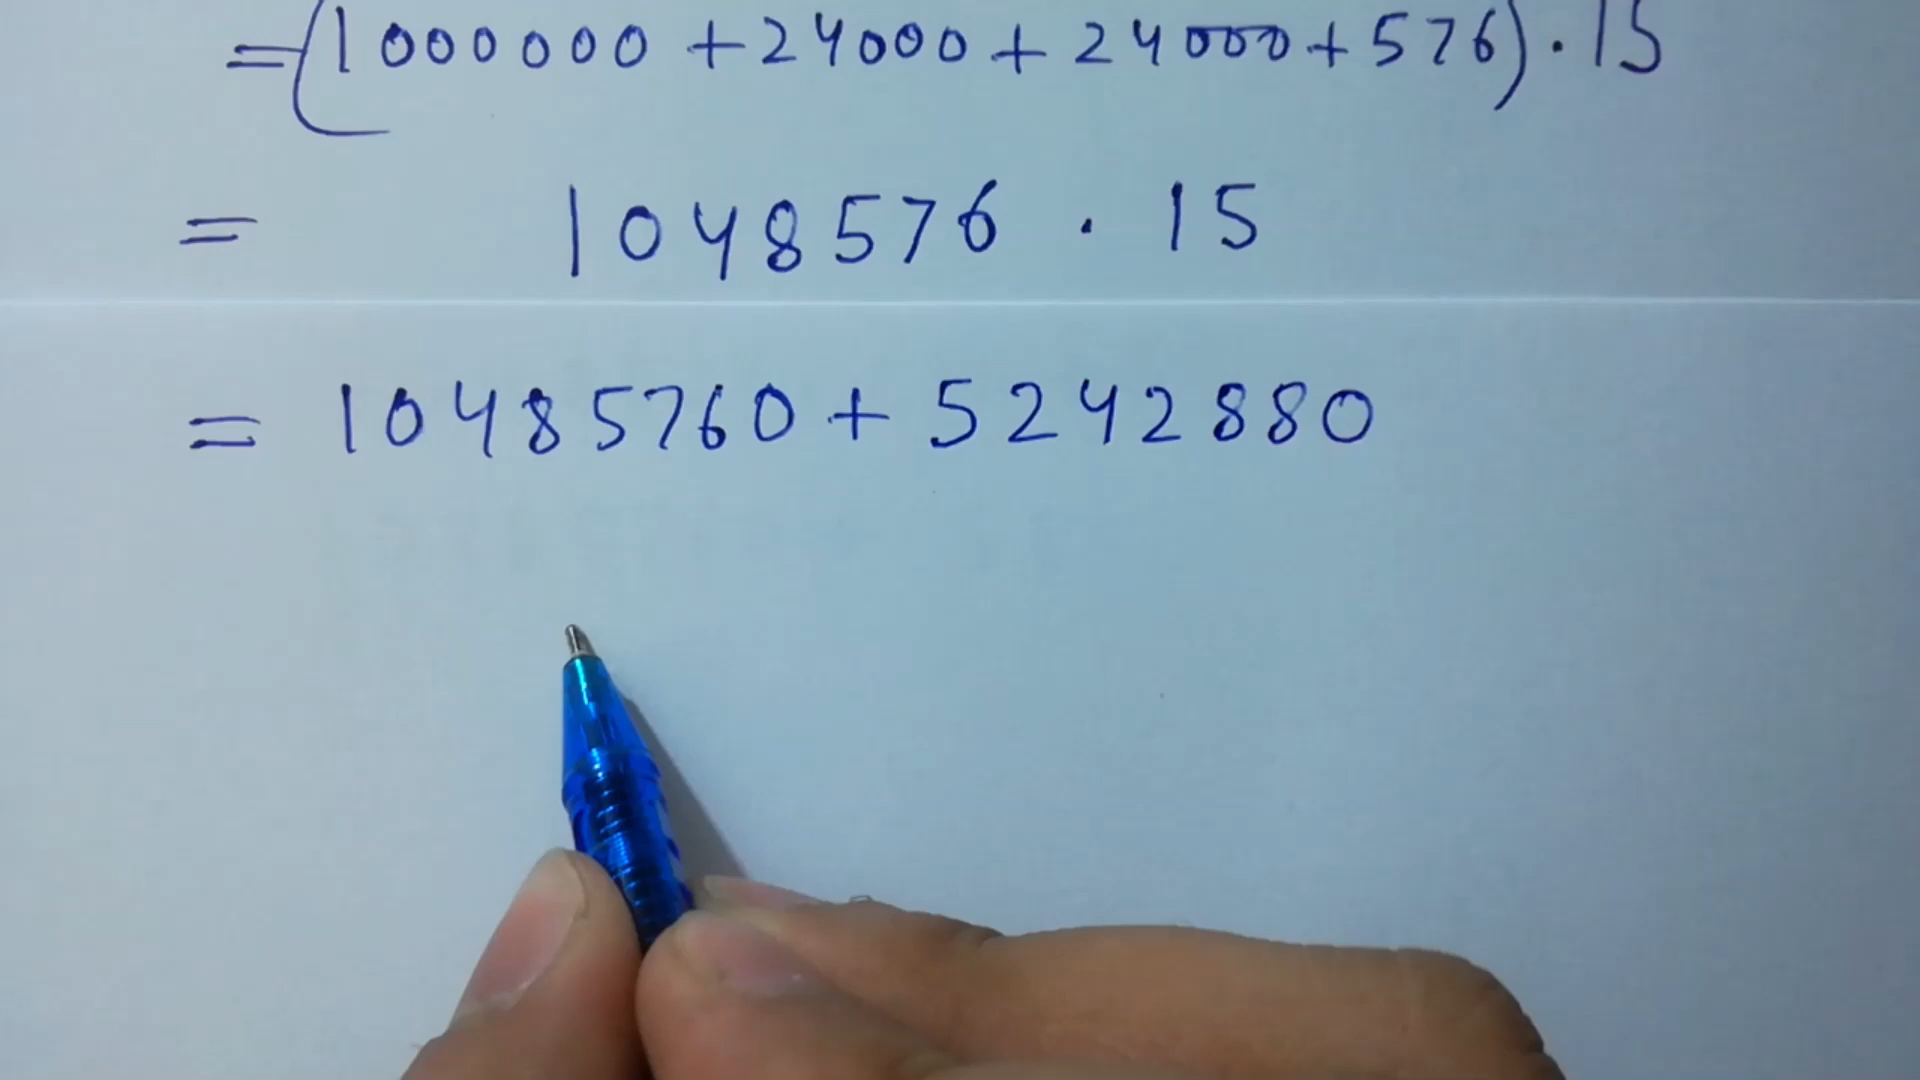 =(1000000+24000+24000+576)·15
= 1048576 · 15
= 10485760+5242880